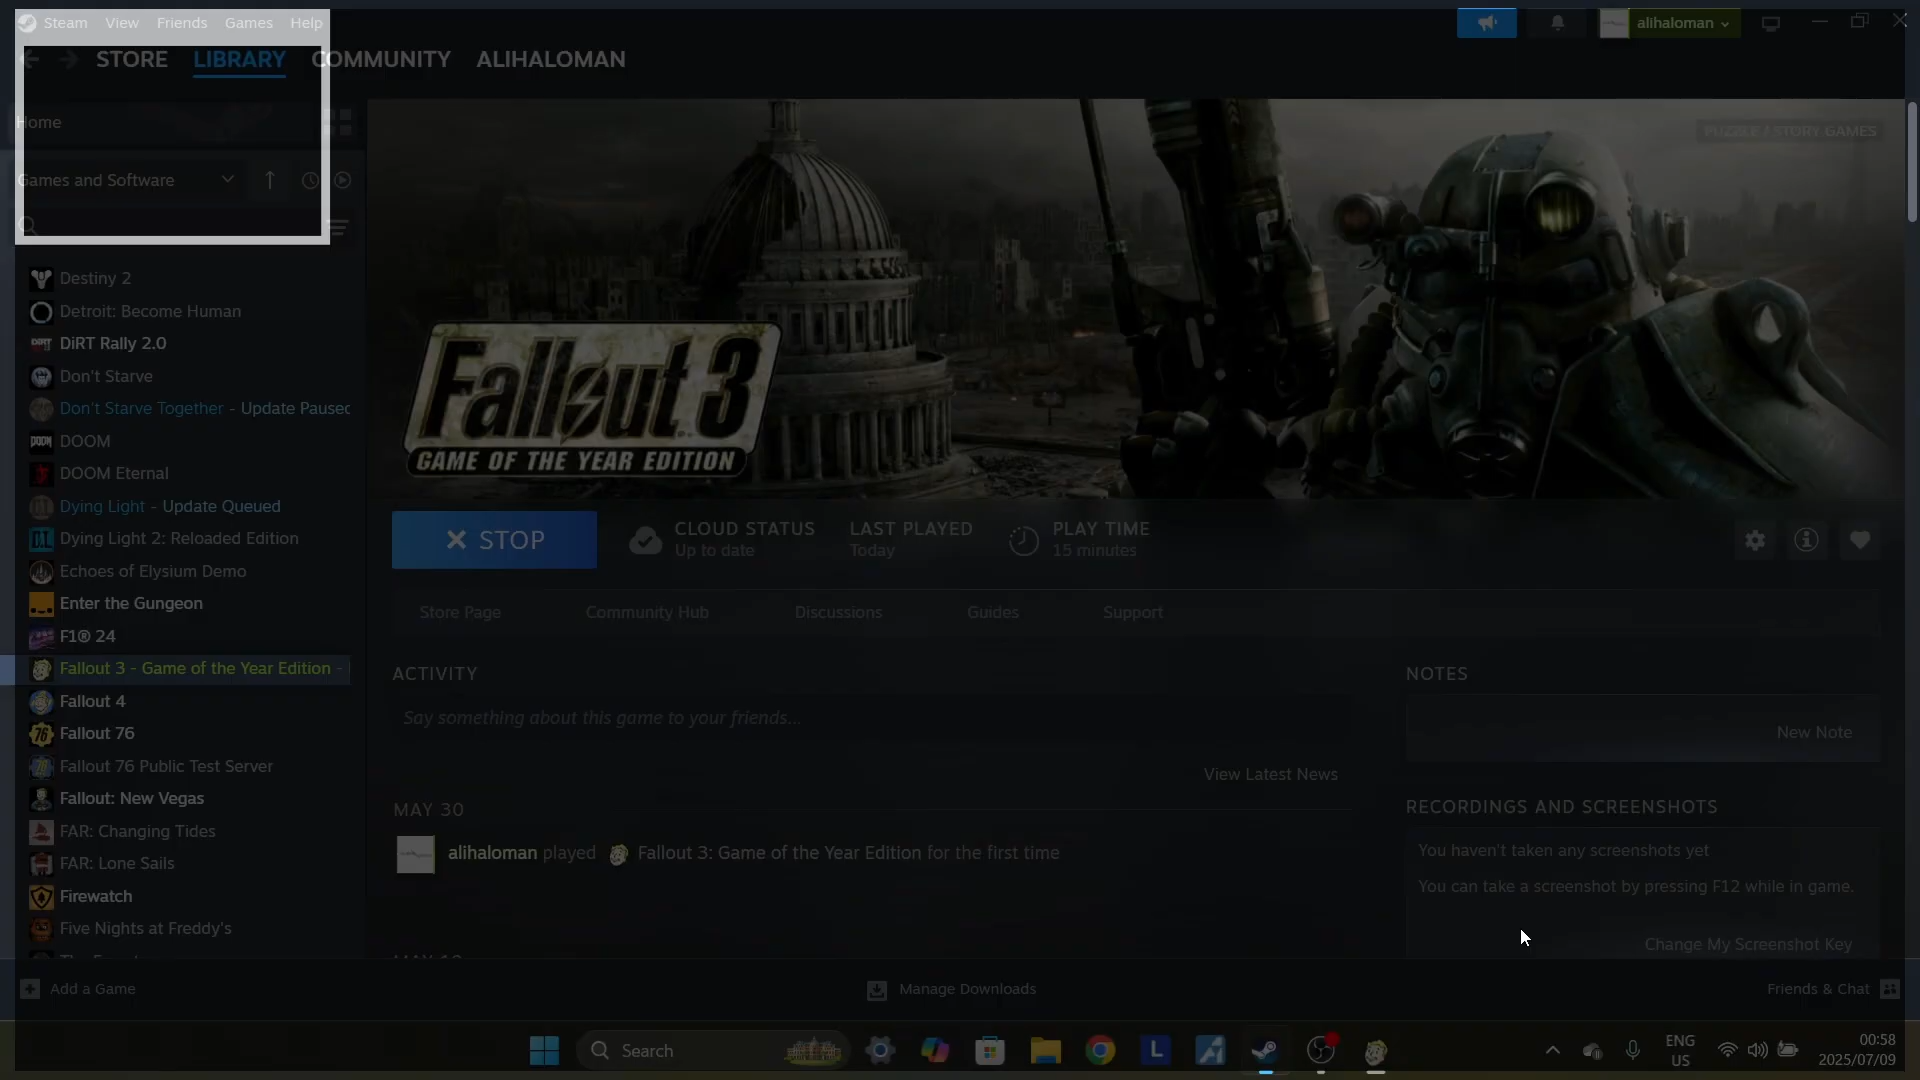 Steam View Friends Games Help
alihaloman
STORE LIBRARY COMMUNITY ALIHALOMAN
Home
PUZZLE / STORY GAMES
Games and Software
Destiny 2
Detroit: Become Human
DiRT Rally 2.0
Don't Starve
Don't Starve Together - Update Paused
DOOM
DOOM Eternal
Dying Light - Update Queued
Dying Light 2: Reloaded Edition
Echoes of Elysium Demo
Enter the Gungeon
F1® 24
Fallout 3 - Game of the Year Edition -
Fallout 4
Fallout 76
Fallout 76 Public Test Server
Fallout: New Vegas
FAR: Changing Tides
FAR: Lone Sails
Firewatch
Five Nights at Freddy's
Fallout 3
GAME OF THE YEAR EDITION
STOP
CLOUD STATUS
Up to date
LAST PLAYED
Today
PLAY TIME
15 minutes
Store Page Community Hub Discussions Guides Support
ACTIVITY
Say something about this game to your friends...
View Latest News
MAY 30
alihaloman played Fallout 3: Game of the Year Edition for the first time
NOTES
New Note
RECORDINGS AND SCREENSHOTS
You haven't taken any screenshots yet
You can take a screenshot by pressing F12 while in game.
Change My Screenshot Key
Add a Game
Manage Downloads
Friends & Chat
Search
ENG
US
00:58
2025/07/09